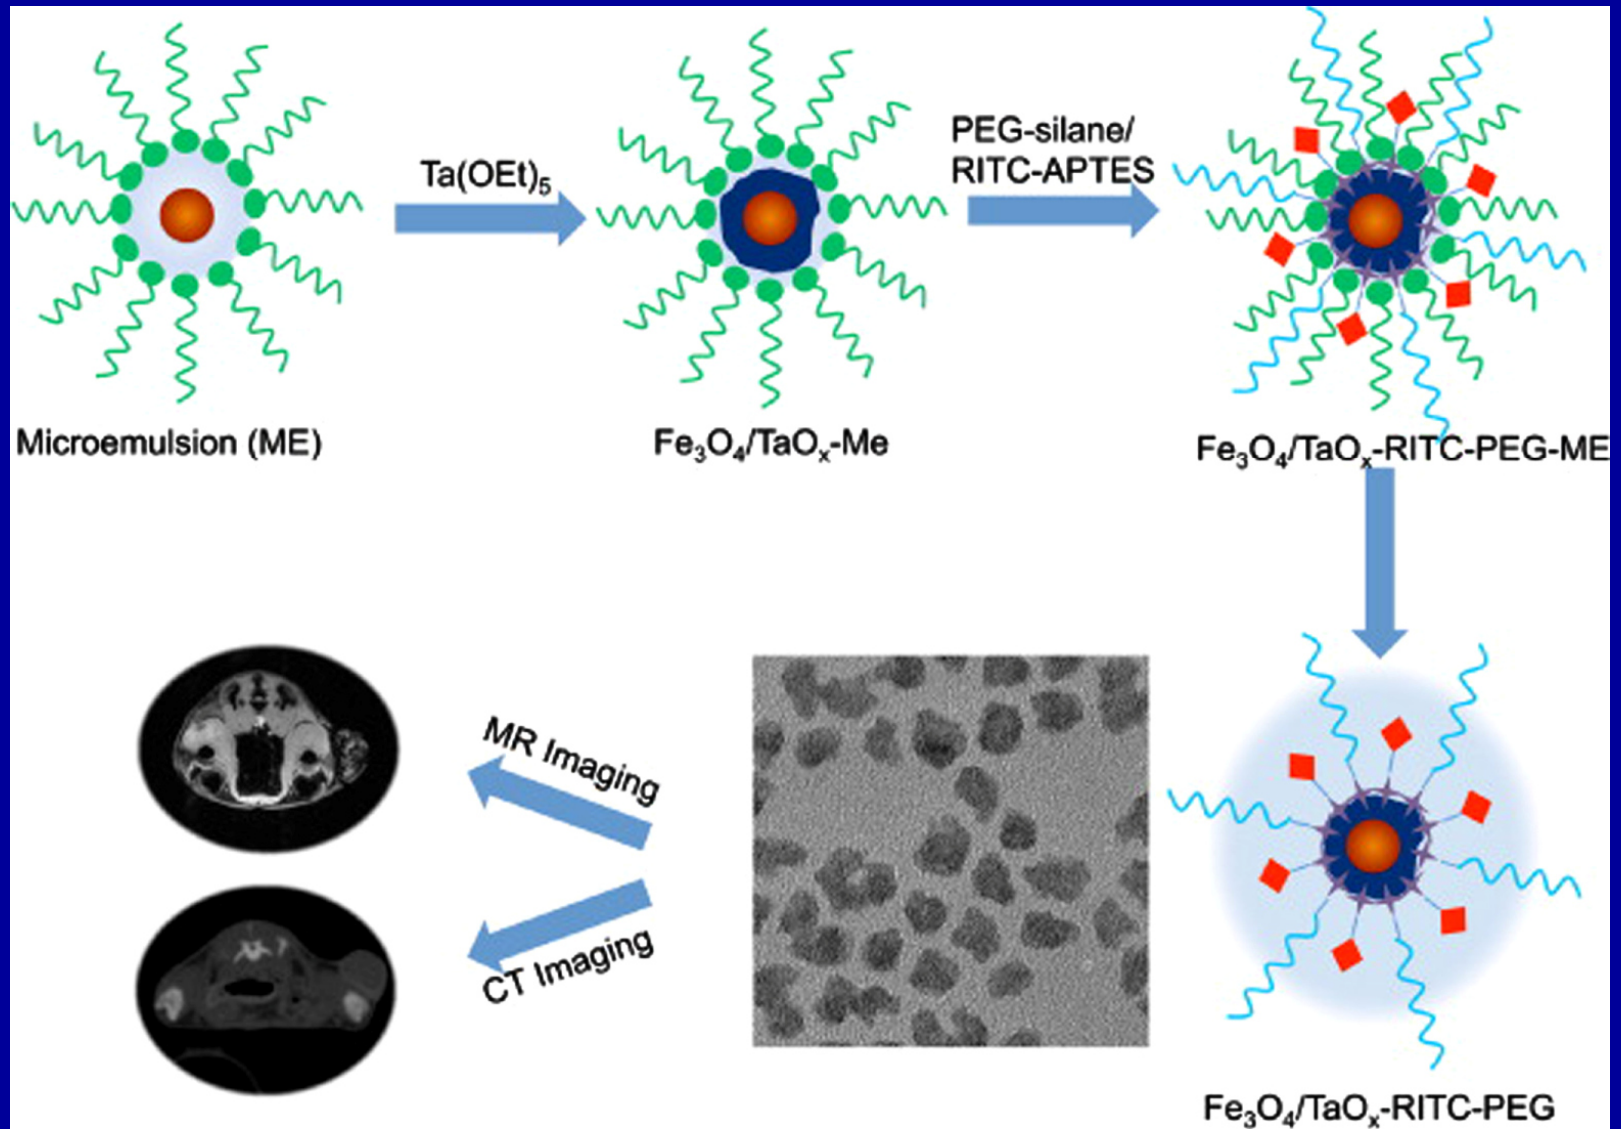 Ta(OEt)₅
PEG-silane/
RITC-APTES
Microemulsion (ME)
Fe₃O₄/TaOₓ-Me
Fe₃O₄/TaOₓ-RITC-PEG-ME
MR Imaging
CT Imaging
Fe₃O₄/TaOₓ-RITC-PEG